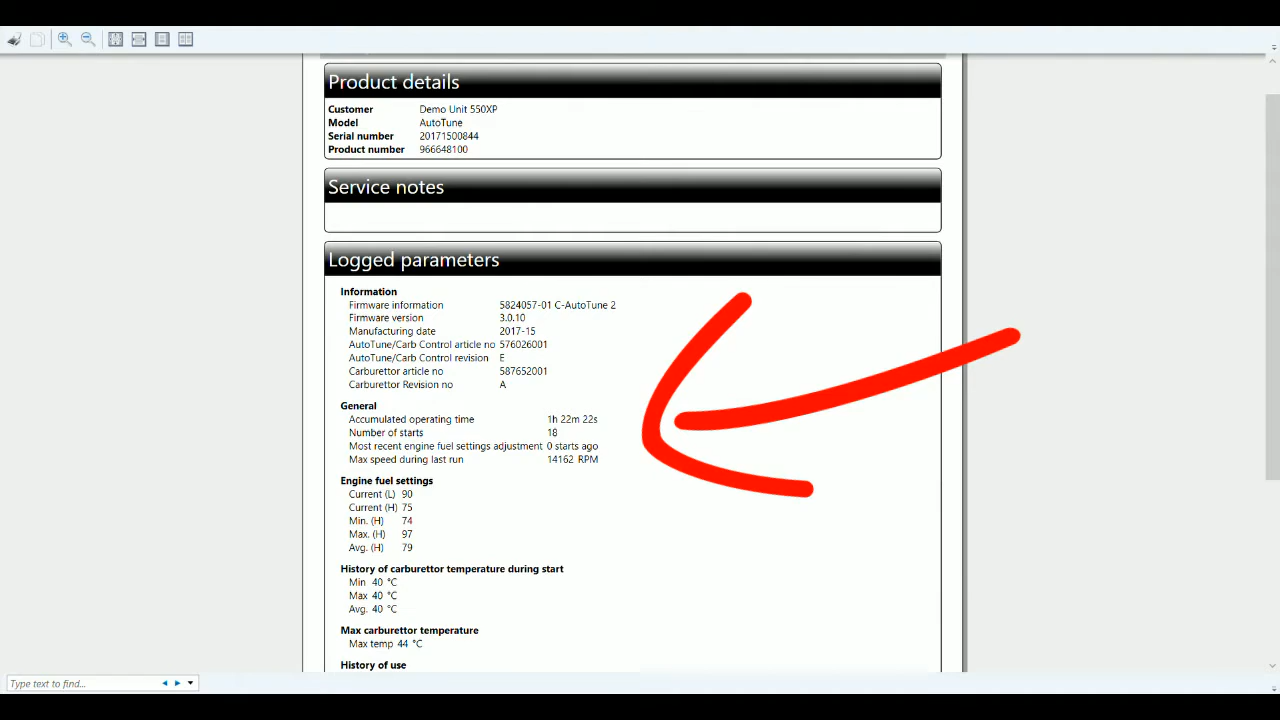 Product details
Customer Demo Unit 550XP
Model AutoTune
Serial number 20171500844
Product number 966648100
Service notes
Logged parameters
Information
Firmware information 5824057-01 C-AutoTune 2
Firmware version 3.0.10
Manufacturing date 2017-15
AutoTune/Carb Control article no 576026001
AutoTune/Carb Control revision E
Carburettor article no 587652001
Carburettor Revision no A
General
Accumulated operating time 1h 22m 22s
Number of starts 18
Most recent engine fuel settings adjustment 0 starts ago
Max speed during last run 14162 RPM
Engine fuel settings
Current (L) 90
Current (H) 75
Min. (H) 74
Max. (H) 97
Avg. (H) 79
History of carburettor temperature during start
Min 40 °C
Max 40 °C
Avg. 40 °C
Max carburettor temperature
Max temp 44 °C
History of use
Type text to find...